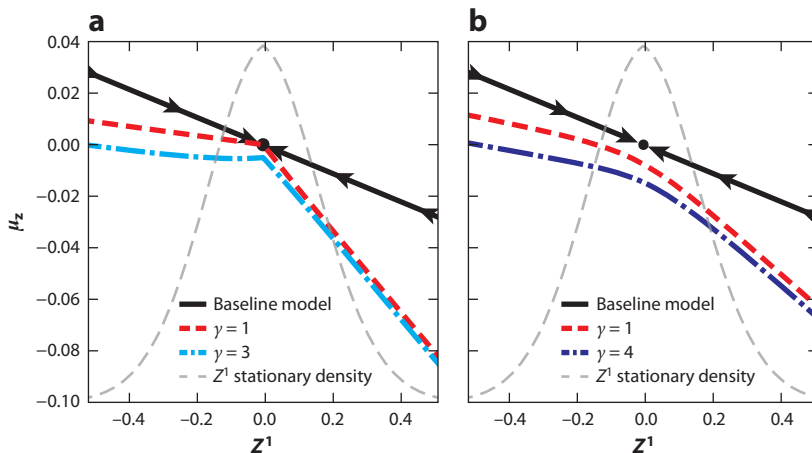 a
b
0.04
0.02
0.00
−0.02
−0.04
−0.06
−0.08
−0.10
μz
Baseline model
γ = 1
γ = 3
Z¹ stationary density
−0.4
−0.2
0.0
0.2
0.4
Z¹
Baseline model
γ = 1
γ = 4
Z¹ stationary density
−0.4
−0.2
0.0
0.2
0.4
Z¹